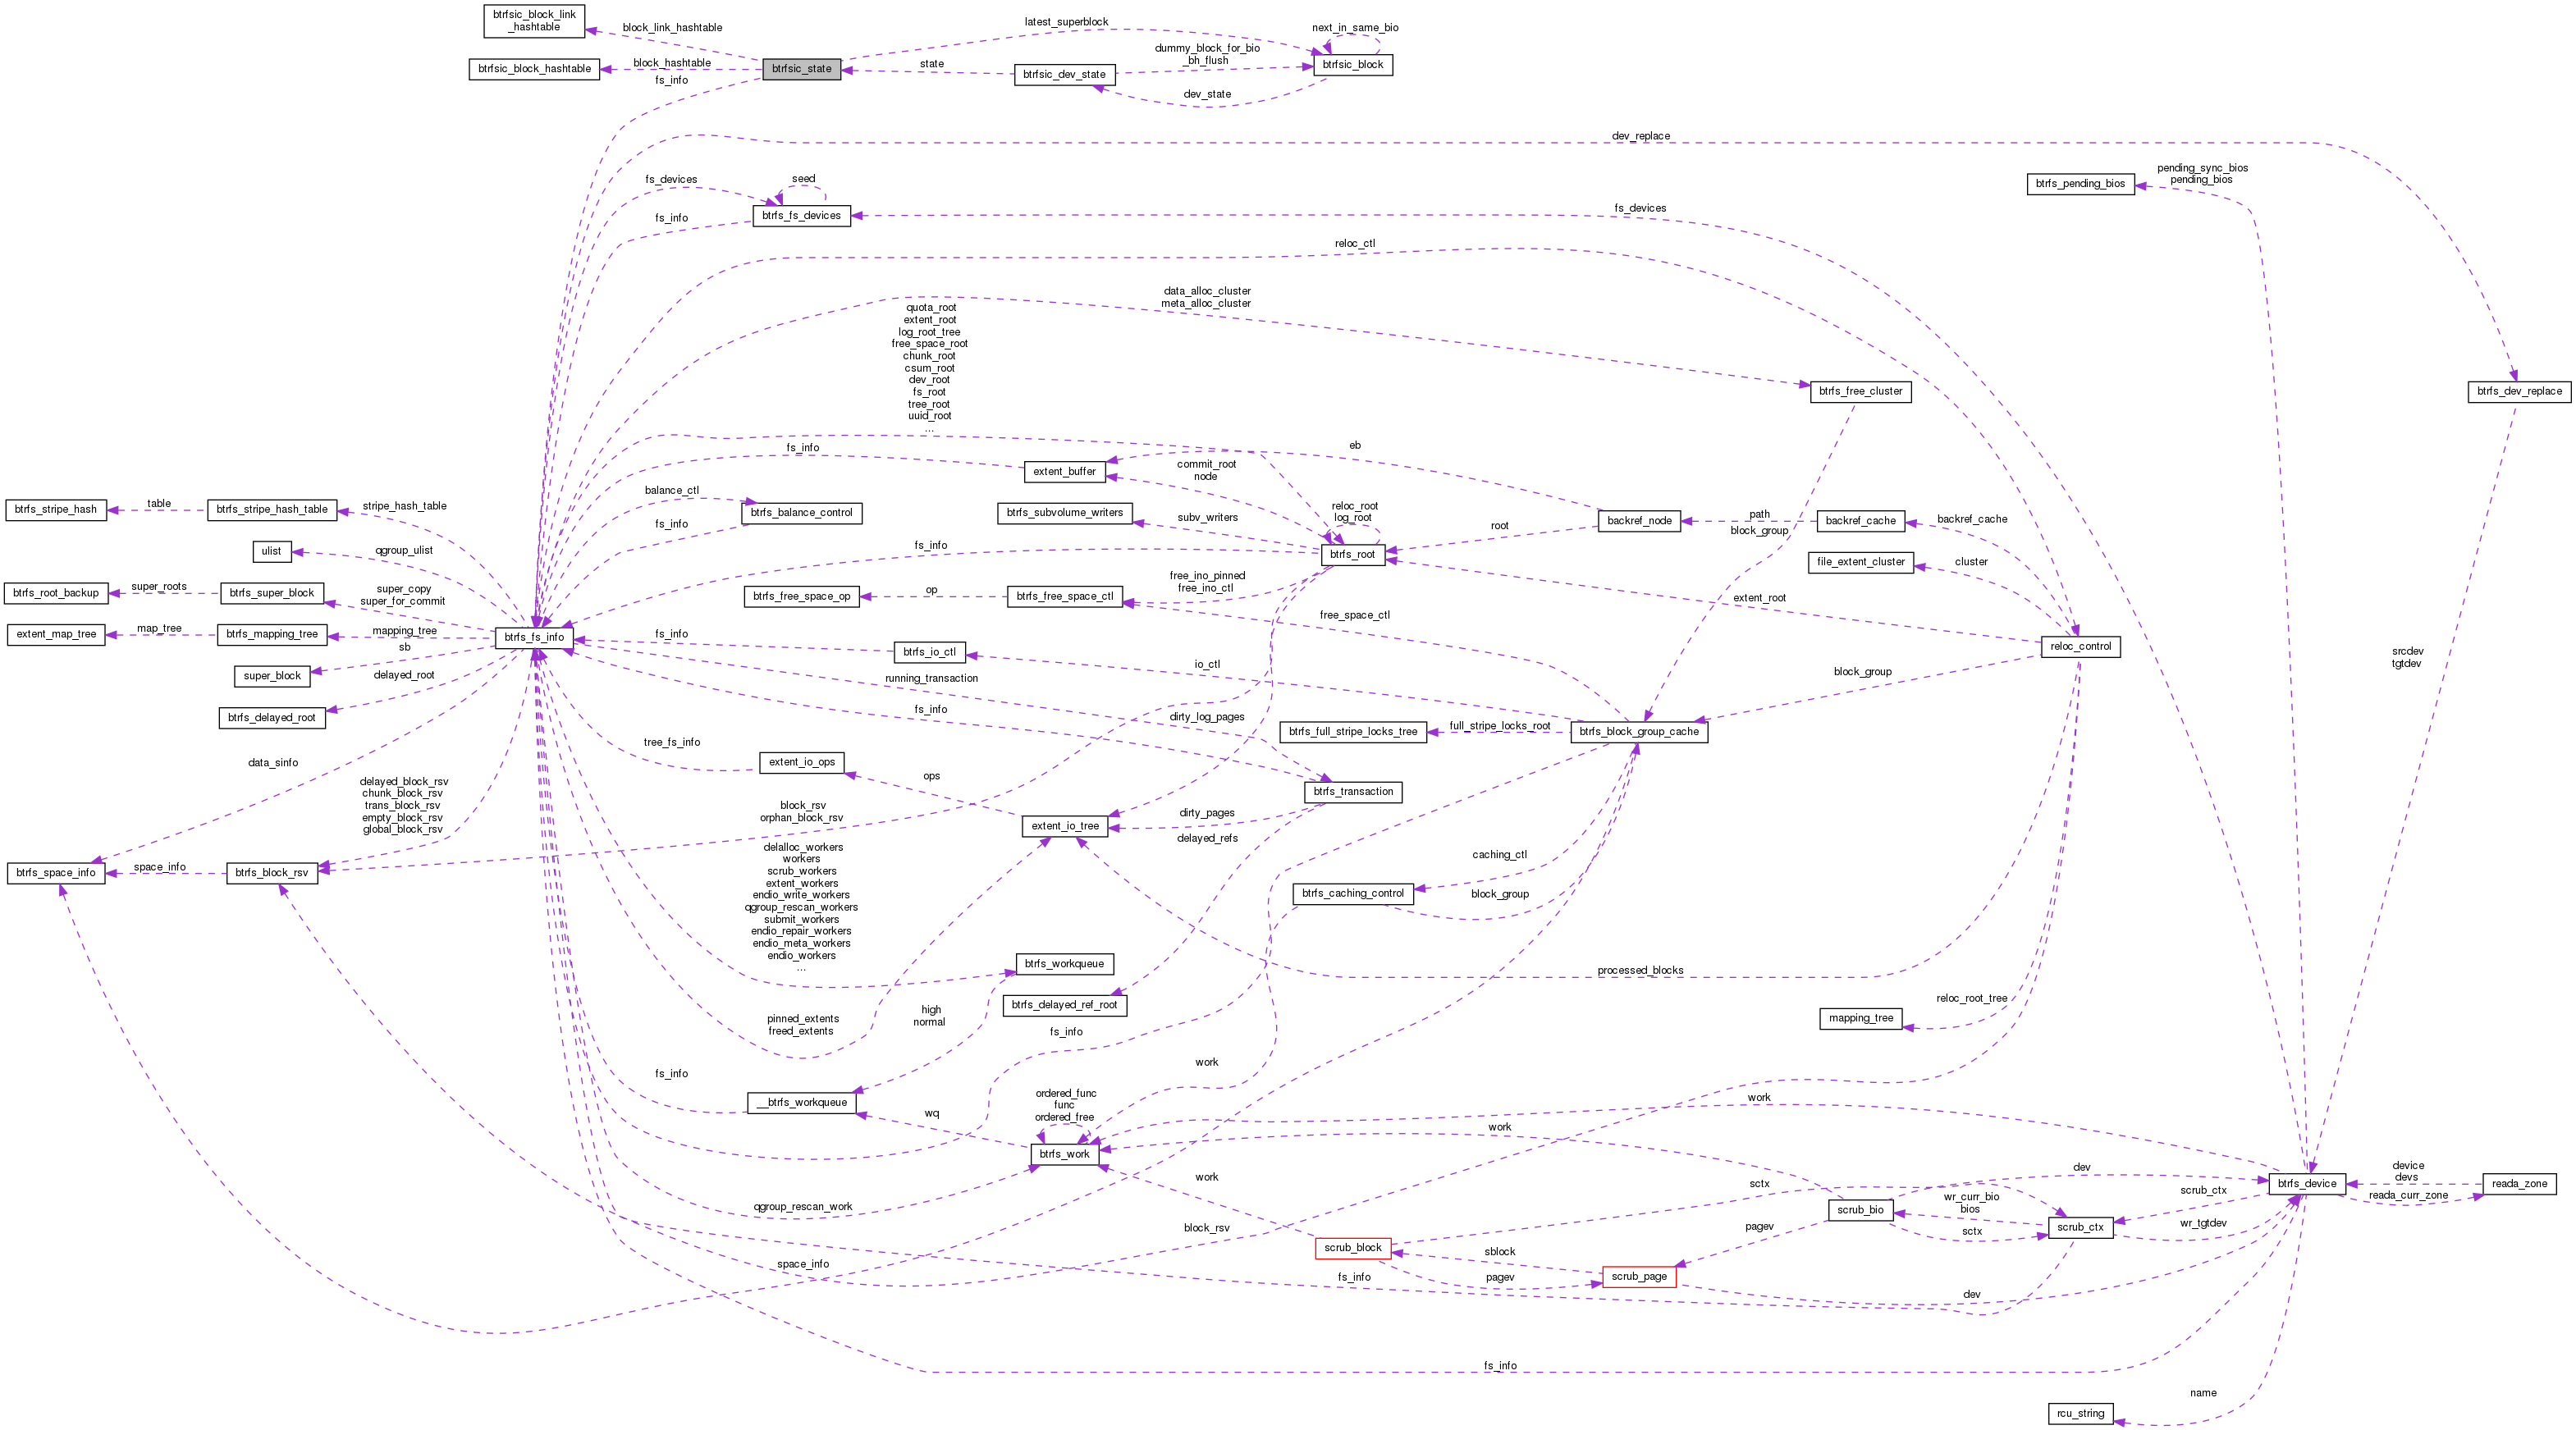 btrfsic_block_link
_hashtable
block_link_hashtable
latest_superblock
next_in_same_bio
btrfsic_block_hashtable
block_hashtable
btrfsic_state
state
btrfsic_dev_state
dummy_block_for_bio
_bh_flush
btrfsic_block
fs_info
dev_state
dev_replace
fs_devices
seed
btrfs_fs_devices
fs_info
fs_devices
btrfs_pending_bios
pending_sync_bios
pending_bios
reloc_ctl
data_alloc_cluster
meta_alloc_cluster
quota_root
extent_root
log_root_tree
free_space_root
chunk_root
csum_root
dev_root
fs_root
tree_root
uuid_root
...
btrfs_free_cluster
btrfs_dev_replace
fs_info
extent_buffer
commit_root
node
eb
balance_ctl
btrfs_balance_control
fs_info
btrfs_stripe_hash
table
btrfs_stripe_hash_table
stripe_hash_table
btrfs_subvolume_writers
subv_writers
reloc_root
log_root
btrfs_root
root
backref_node
path
block_group
backref_cache
backref_cache
file_extent_cluster
cluster
ulist
qgroup_ulist
fs_info
btrfs_root_backup
super_roots
btrfs_super_block
super_copy
super_for_commit
btrfs_free_space_op
op
btrfs_free_space_ctl
free_ino_pinned
free_ino_ctl
free_space_ctl
extent_root
extent_map_tree
map_tree
btrfs_mapping_tree
mapping_tree
btrfs_fs_info
fs_info
btrfs_io_ctl
io_ctl
reloc_control
super_block
sb
delayed_root
btrfs_delayed_root
running_transaction
fs_info
dirty_log_pages
block_group
srcdev
tgtdev
btrfs_full_stripe_locks_tree
full_stripe_locks_root
btrfs_block_group_cache
tree_fs_info
extent_io_ops
ops
btrfs_transaction
data_sinfo
delayed_block_rsv
chunk_block_rsv
trans_block_rsv
empty_block_rsv
global_block_rsv
block_rsv
orphan_block_rsv
extent_io_tree
dirty_pages
delayed_refs
btrfs_space_info
space_info
btrfs_block_rsv
delalloc_workers
workers
scrub_workers
extent_workers
endio_write_workers
qgroup_rescan_workers
submit_workers
endio_repair_workers
endio_meta_workers
endio_workers
...
caching_ctl
btrfs_caching_control
block_group
btrfs_workqueue
processed_blocks
btrfs_delayed_ref_root
pinned_extents
freed_extents
high
normal
fs_info
reloc_root_tree
mapping_tree
fs_info
__btrfs_workqueue
work
wq
ordered_func
func
ordered_free
btrfs_work
work
work
work
qgroup_rescan_work
block_rsv
space_info
sctx
dev
scrub_bio
wr_curr_bio
bios
sctx
scrub_ctx
scrub_ctx
wr_tgtdev
btrfs_device
device
devs
reada_curr_zone
reada_zone
scrub_block
pagev
sblock
pagev
scrub_page
fs_info
dev
fs_info
name
rcu_string